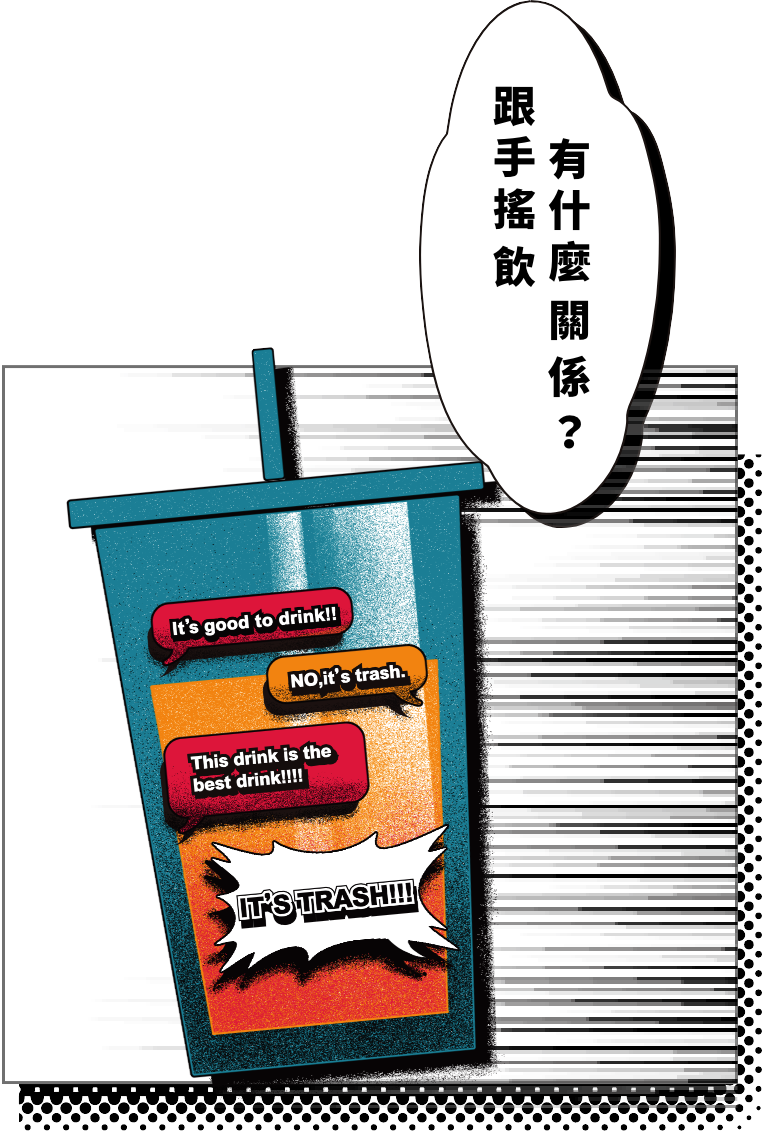 跟手搖飲
有什麼關係？
It's good to drink!!
NO,it's trash.
This drink is the
best drink!!!!
IT'S TRASH!!!